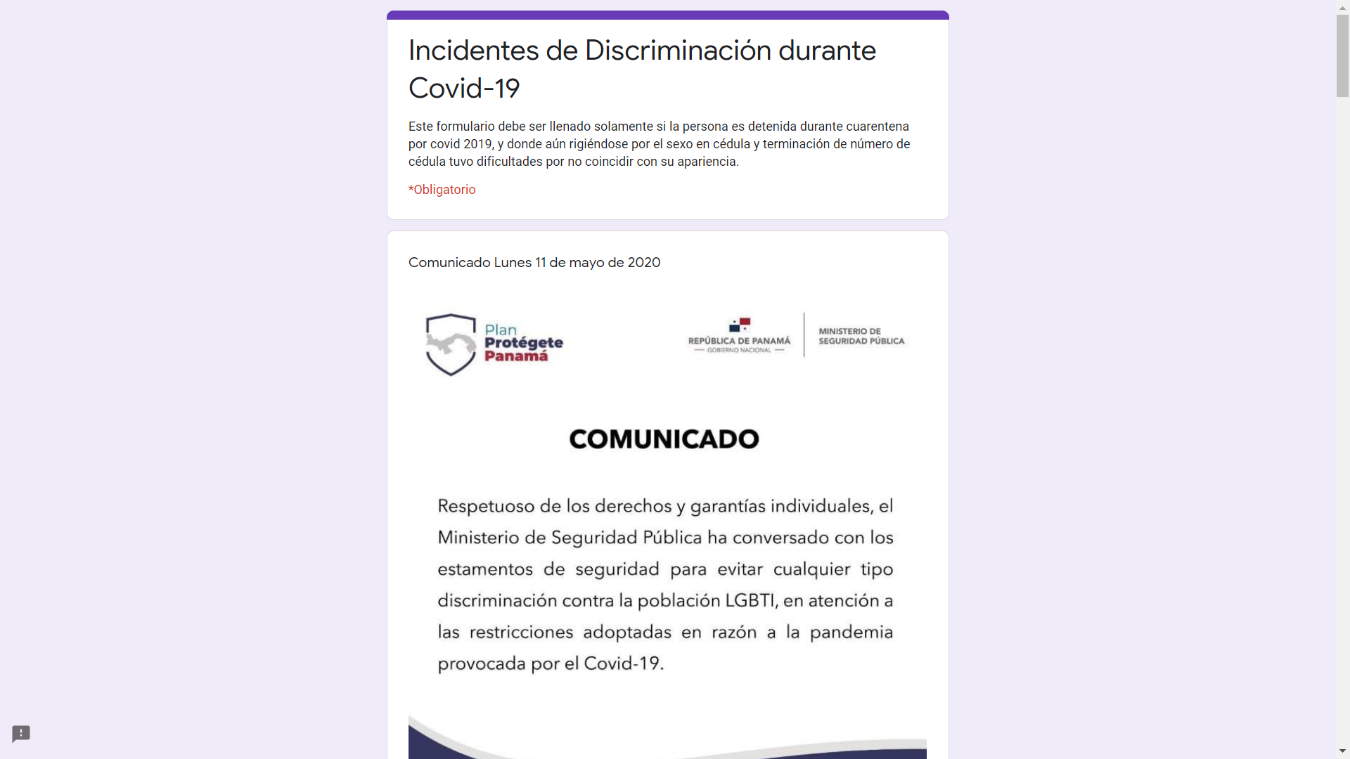 Incidentes de Discriminación durante
Covid-19
Este formulario debe ser llenado solamente si la persona es detenida durante cuarentena
por covid 2019, y donde aún rigiéndose por el sexo en cédula y terminación de número de
cédula tuvo dificultades por no coincidir con su apariencia.
*Obligatorio
Comunicado Lunes 11 de mayo de 2020
Plan
Protégete
Panamá
REPÚBLICA DE PANAMÁ
— GOBIERNO NACIONAL —
MINISTERIO DE
SEGURIDAD PÚBLICA
COMUNICADO
Respetuoso de los derechos y garantías individuales, el
Ministerio de Seguridad Pública ha conversado con los
estamentos de seguridad para evitar cualquier tipo
discriminación contra la población LGBTI, en atención a
las restricciones adoptadas en razón a la pandemia
provocada por el Covid-19.